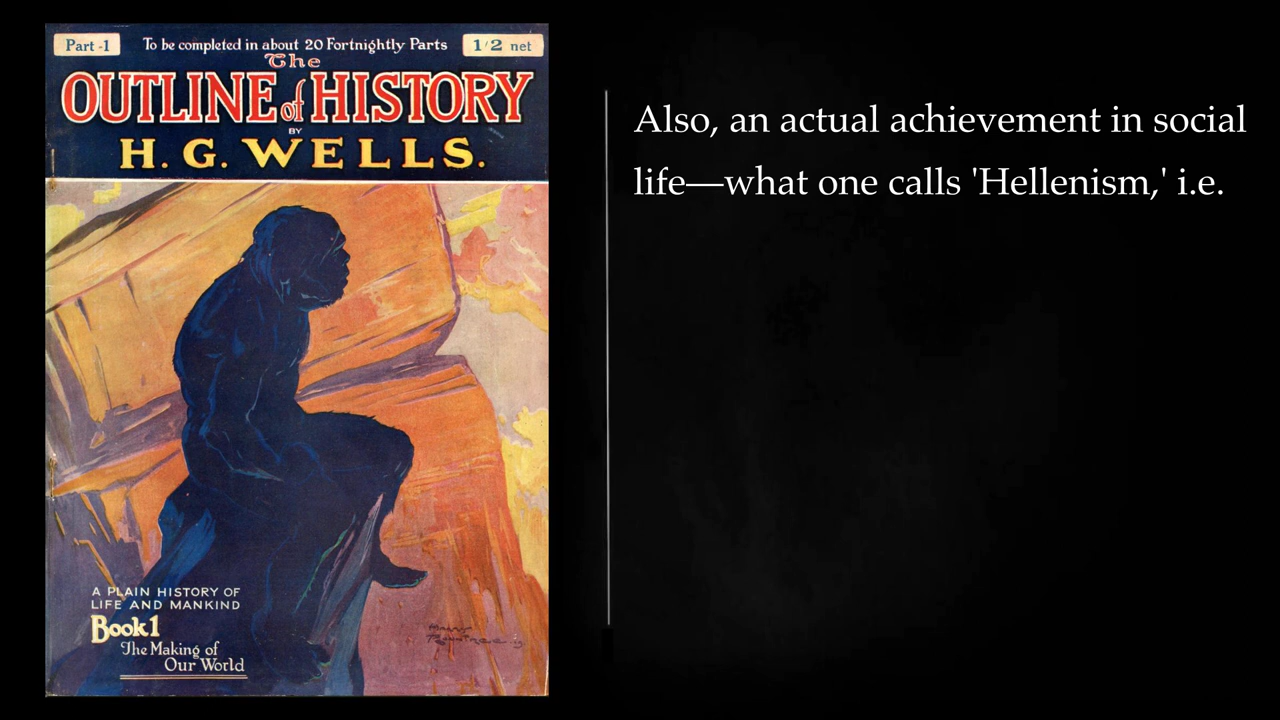 Part -1
To be completed in about 20 Fortnightly Parts
1/2 net
The
OUTLINE of HISTORY
BY
H. G. WELLS.
A PLAIN HISTORY OF
LIFE AND MANKIND
Book 1
The Making of
Our World
Also, an actual achievement in social
life—what one calls 'Hellenism,' i.e.